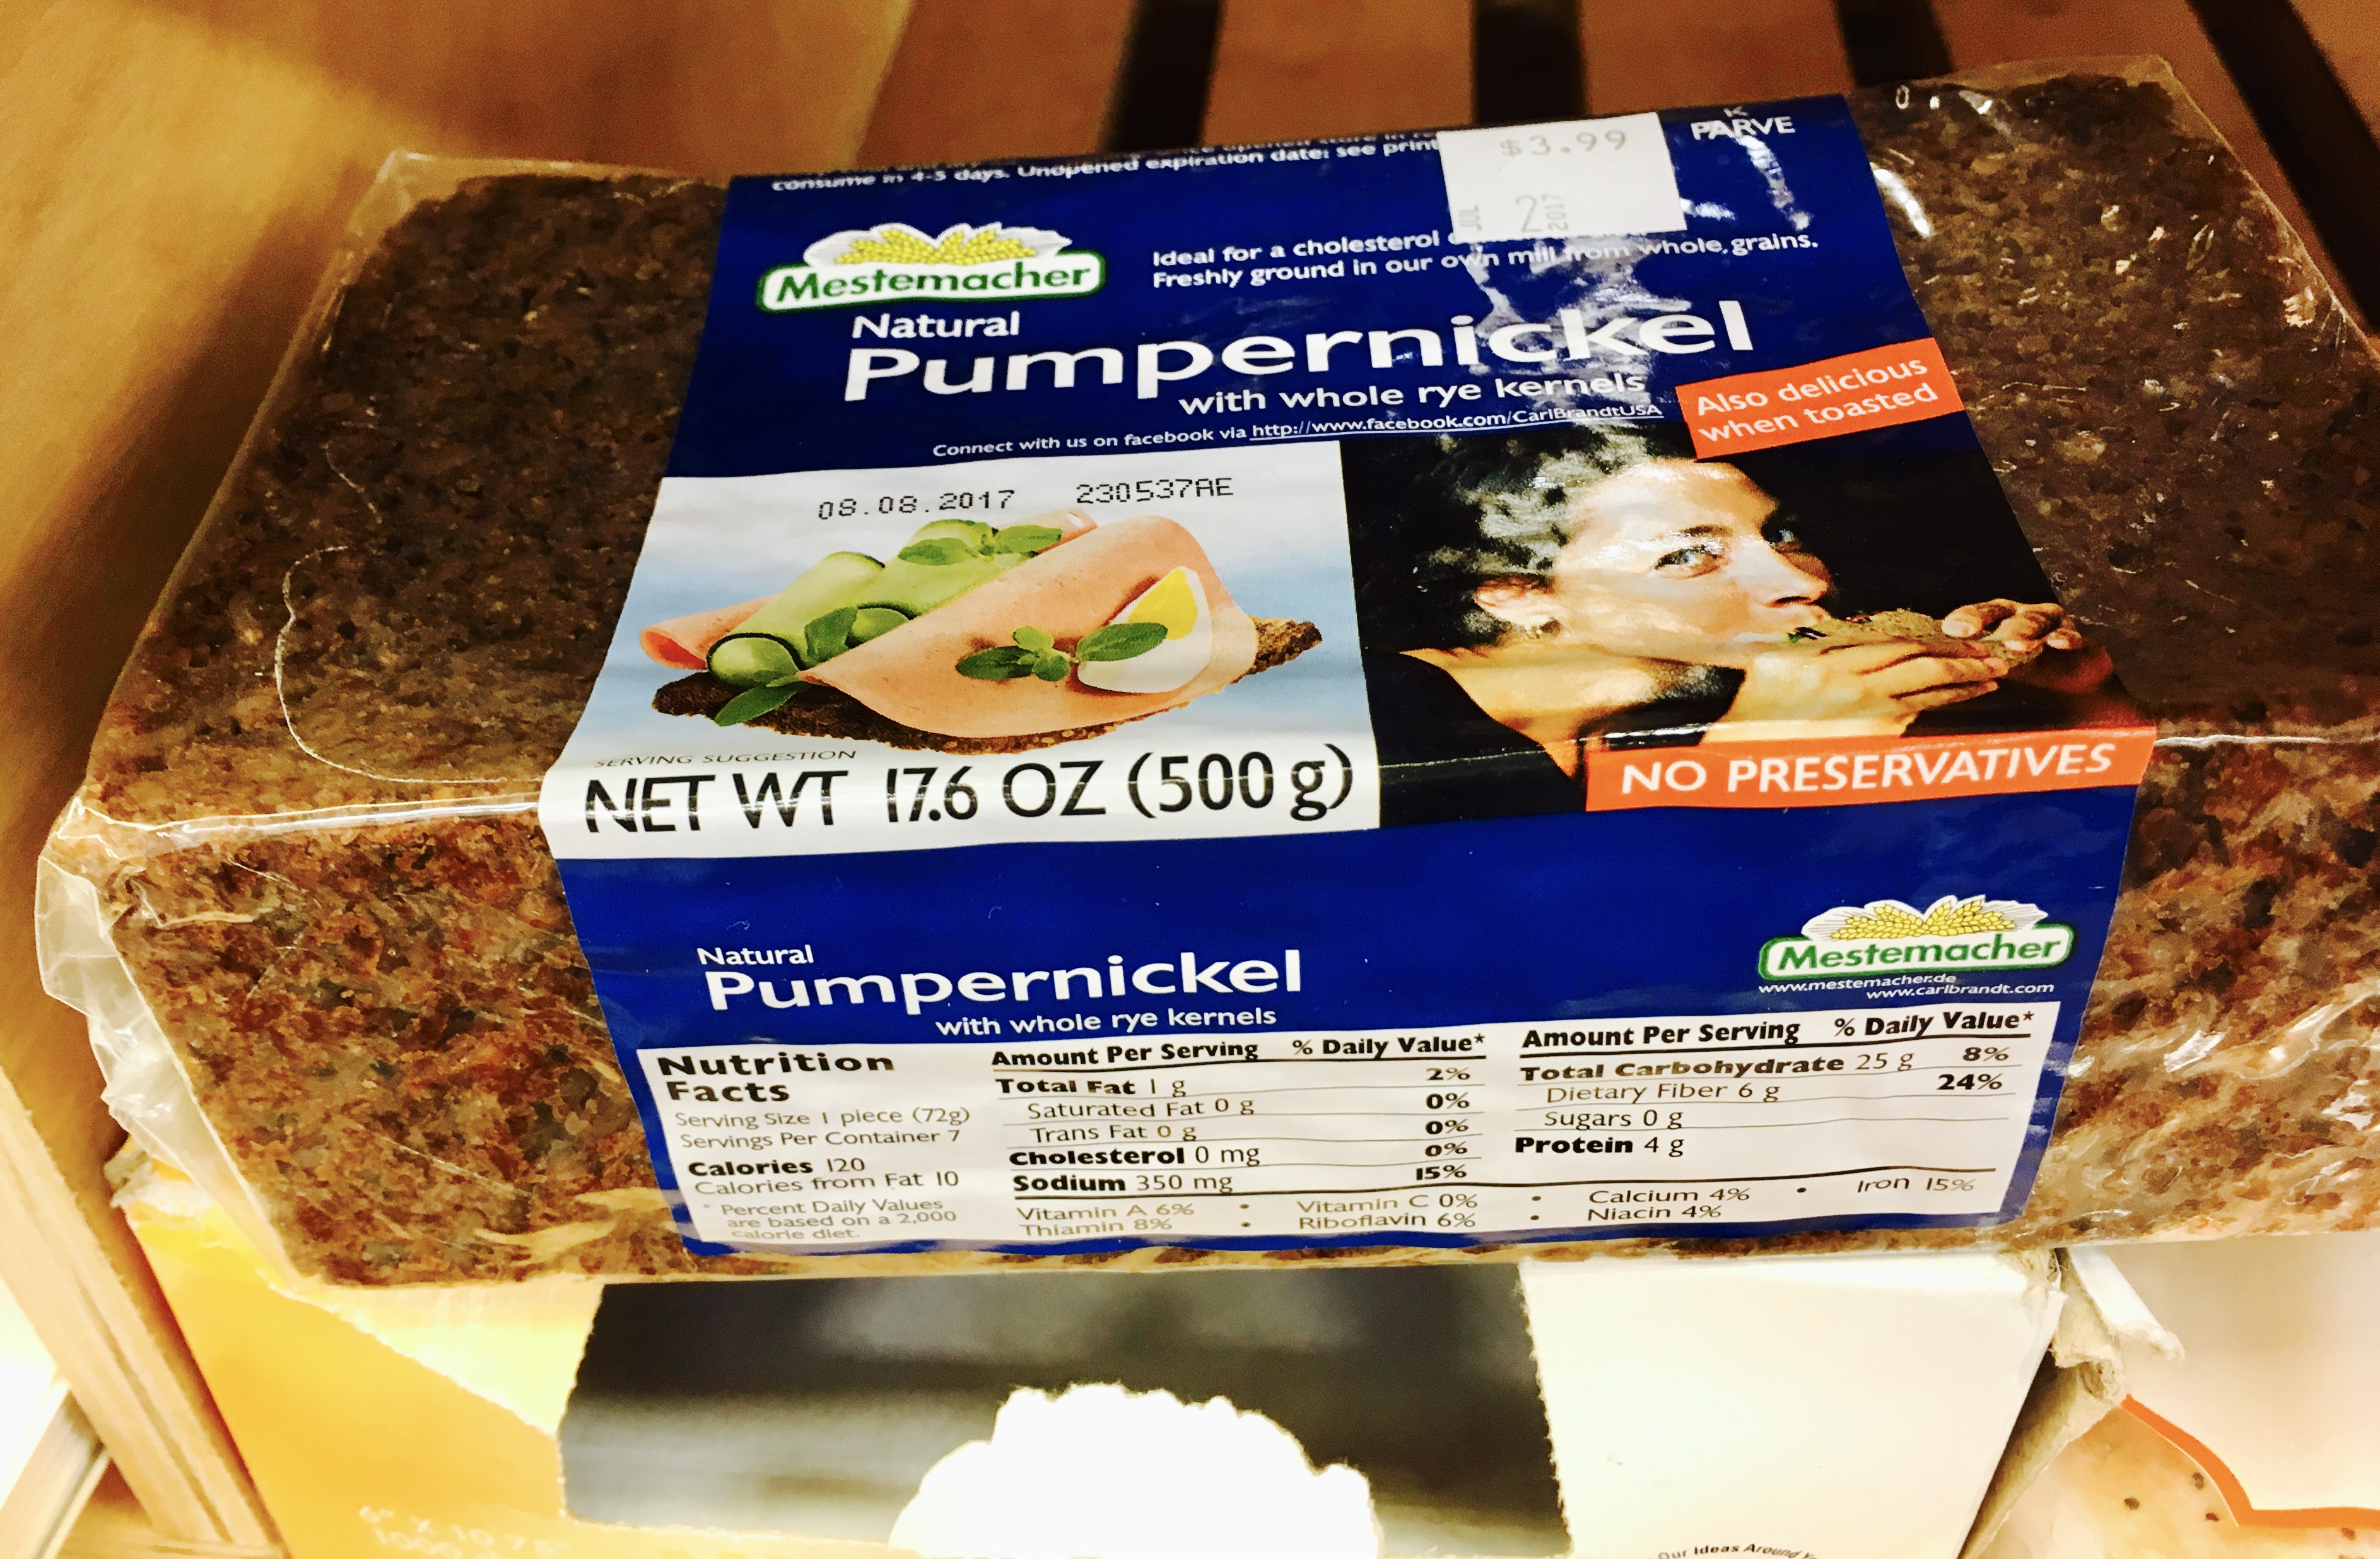 K
PARVE
$3.99
JUL 2 2017
consume in 4-5 days. Unopened expiration date: see print
Mestemacher
Ideal for a cholesterol
Freshly ground in our own mill from whole grains.
Natural
Pumpernickel
with whole rye kernels
Connect with us on facebook via http://www.facebook.com/CarlBrandtUSA
Also delicious
when toasted
08.08.2017 230537AE
SERVING SUGGESTION
NET WT 17.6 OZ (500 g)
NO PRESERVATIVES
Natural
Pumpernickel
with whole rye kernels
Mestemacher
www.mestemacher.de
www.carlbrandt.com
Nutrition
Facts
Serving Size 1 piece (72g)
Servings Per Container 7
Calories 120
Calories from Fat 10
* Percent Daily Values
are based on a 2,000
calorie diet.
Amount Per Serving % Daily Value*
Total Fat 1 g 2%
Saturated Fat 0 g 0%
Trans Fat 0 g 0%
Cholesterol 0 mg 0%
Sodium 350 mg 15%
Amount Per Serving % Daily Value*
Total Carbohydrate 25 g 8%
Dietary Fiber 6 g 24%
Sugars 0 g
Protein 4 g
Vitamin A 6% • Vitamin C 0% • Calcium 4% • Iron 15%
Thiamin 8% • Riboflavin 6% • Niacin 4%
Our Ideas Around